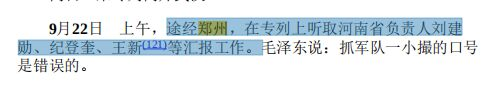 9月22日　上午，途经郑州，在专列上听取河南省负责人刘建
勋、纪登奎、王新(121)等汇报工作。毛泽东说：抓军队一小撮的口号
是错误的。